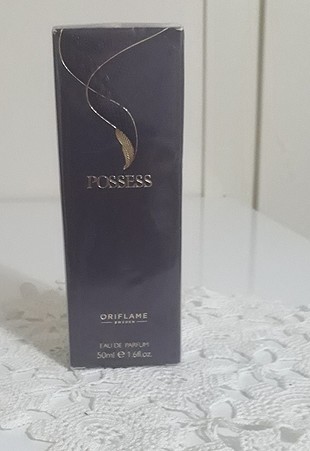 POSSESS
ORIFLAME
SWEDEN
EAU DE PARFUM
50ml ℮ 1.6fl.oz.